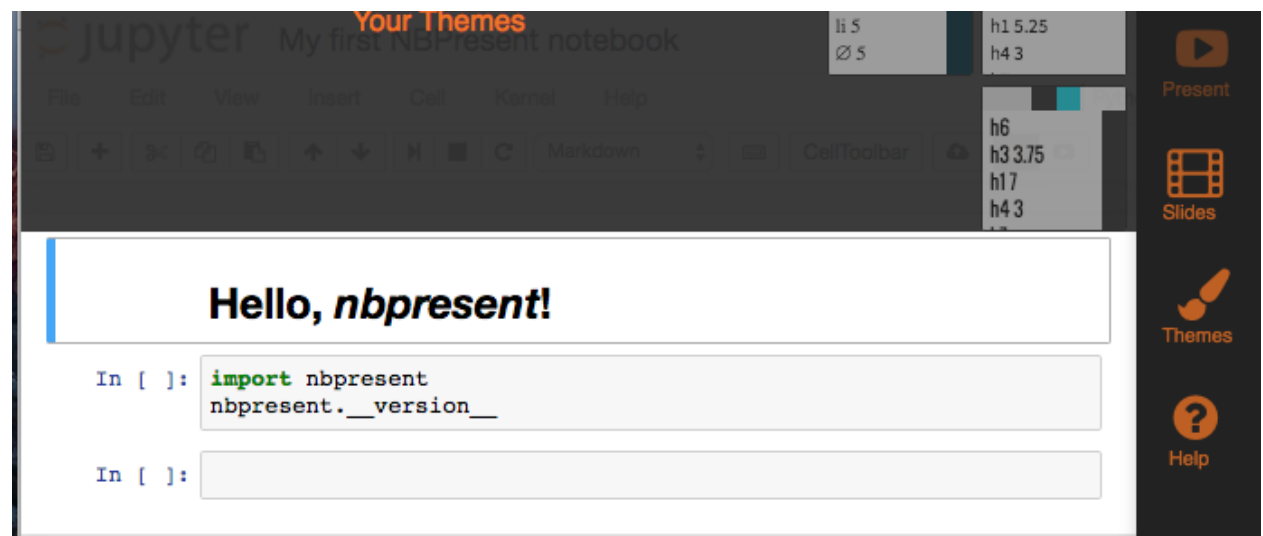 Your Themes
jupyter My first NBPresent notebook
li 5
∅ 5
h1 5.25
h4 3
File Edit View Insert Cell Kernel Help
Markdown CellToolbar
h6
h3 3.75
h1 7
h4 3
Present
Slides
Themes
Help
Hello, nbpresent!
In [ ]: import nbpresent
nbpresent.__version__
In [ ]: